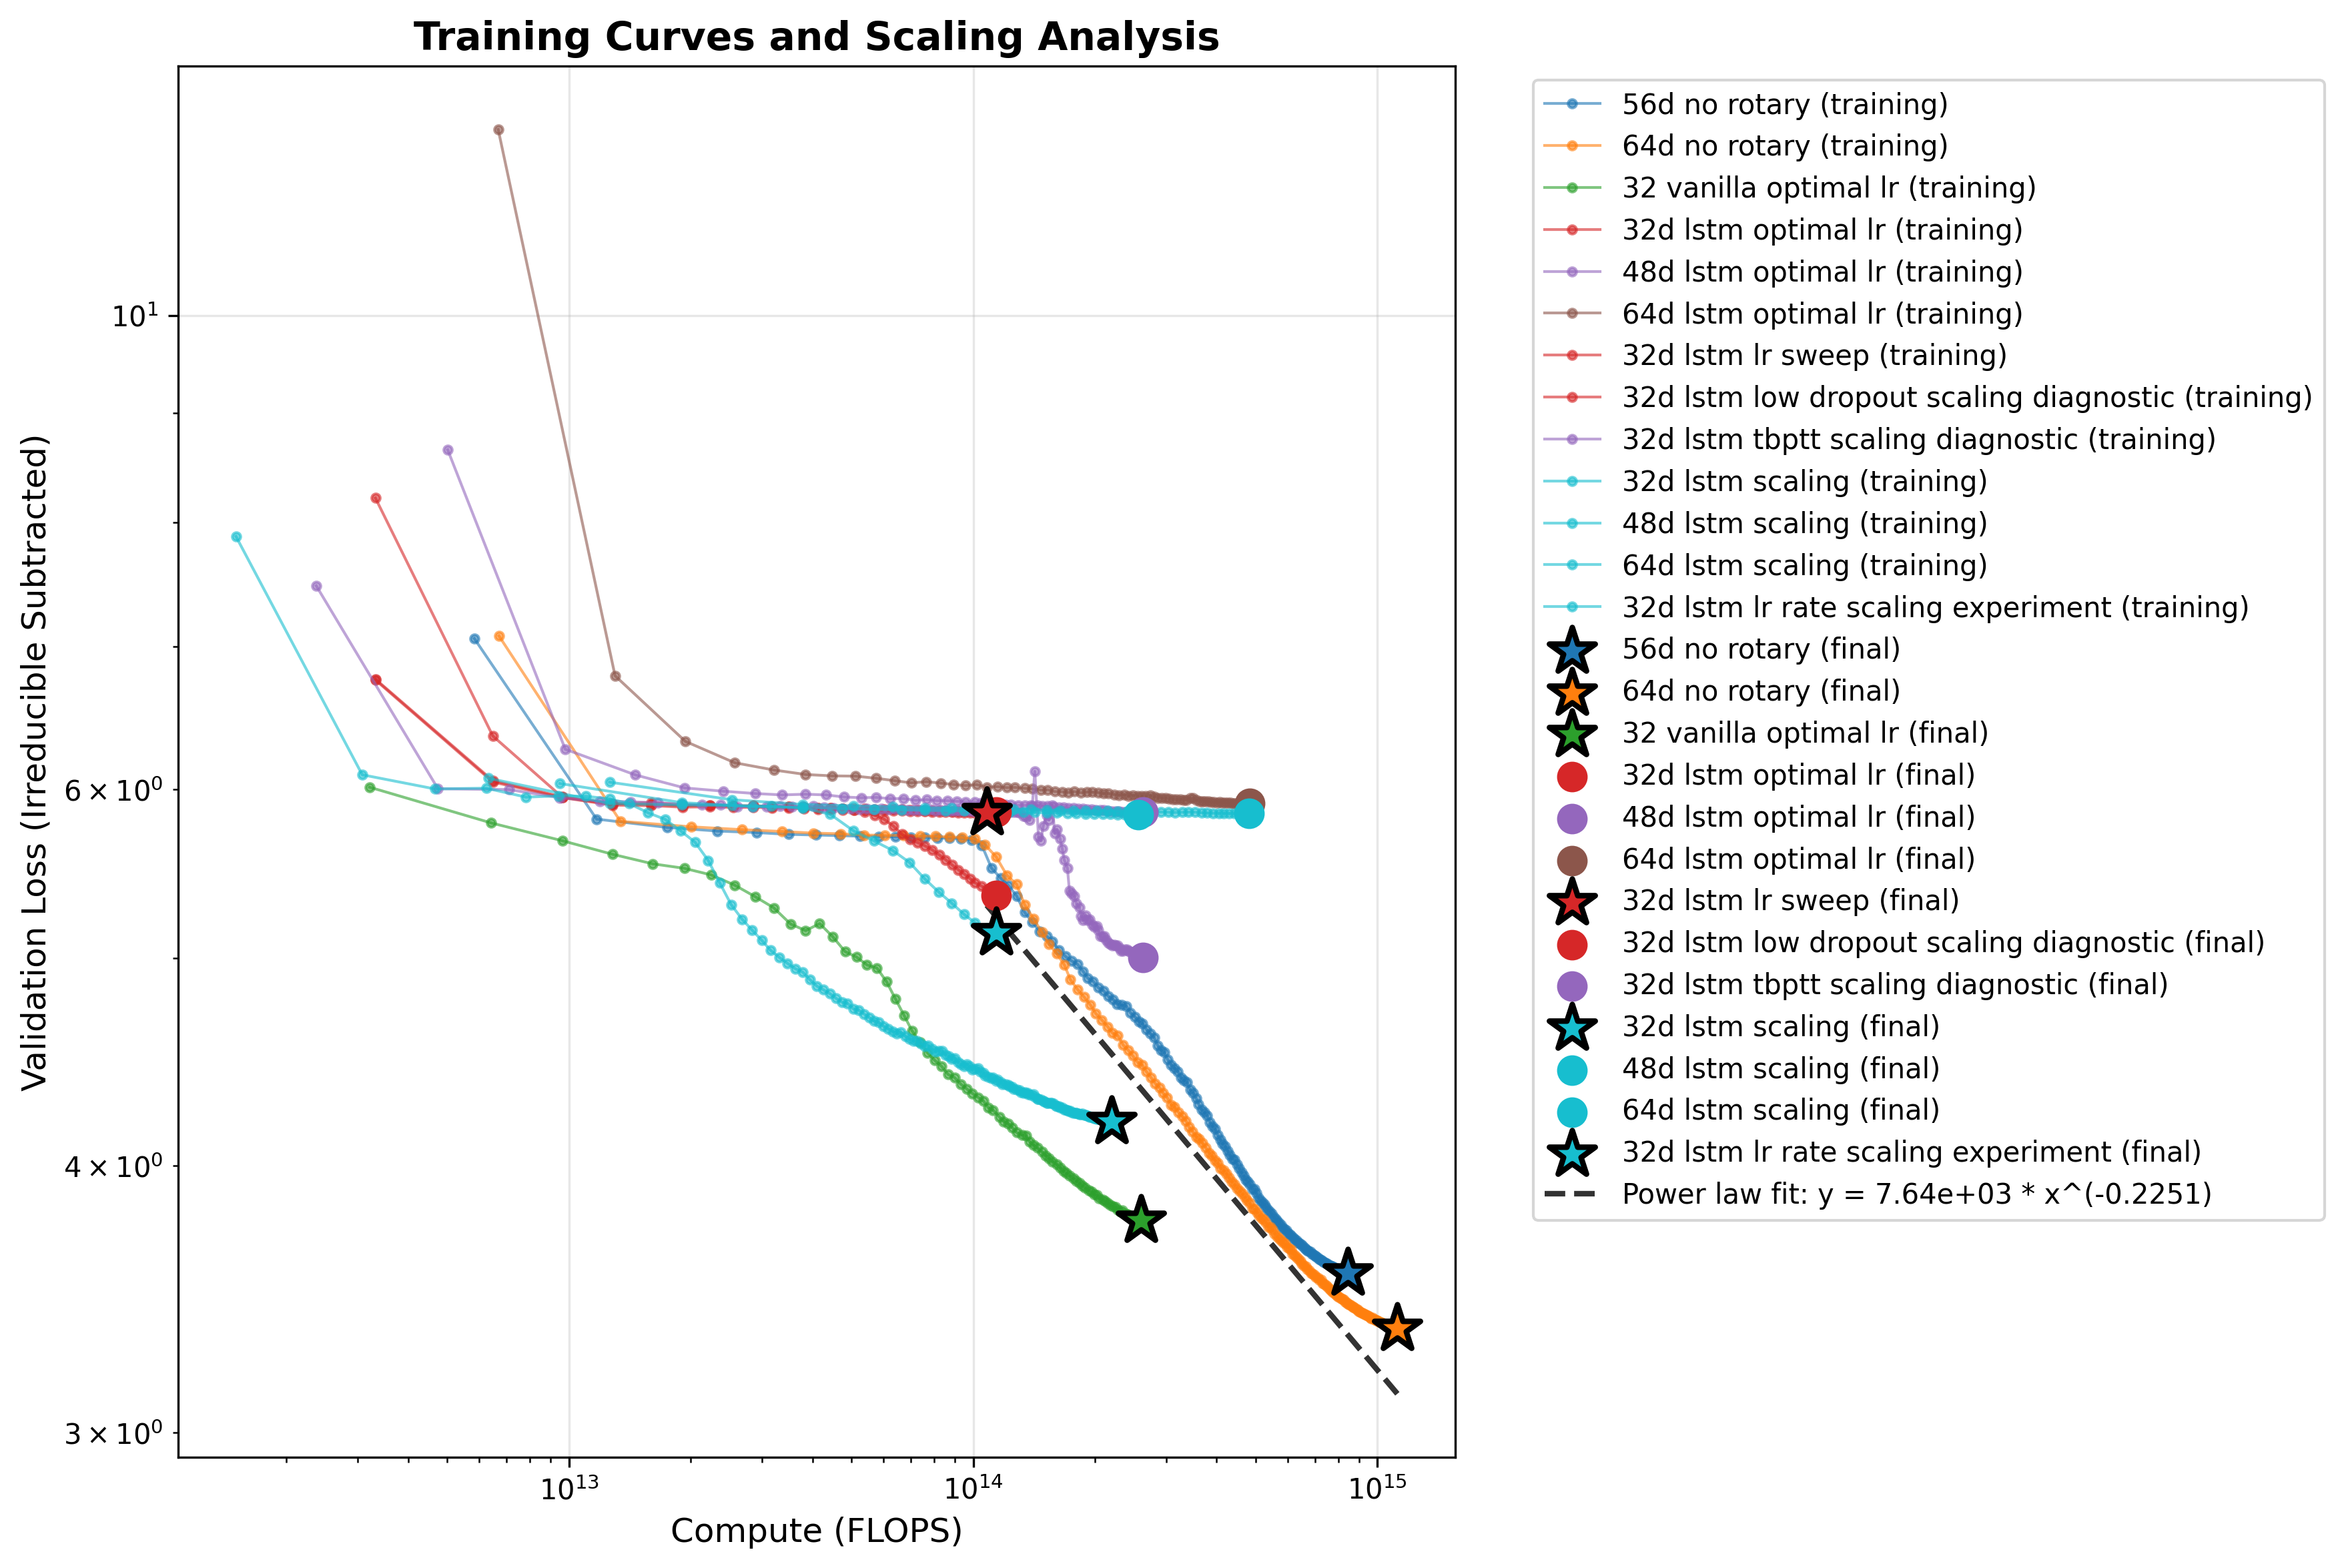 Training Curves and Scaling Analysis
Validation Loss (Irreducible Subtracted)
10¹
6 × 10⁰
4 × 10⁰
3 × 10⁰
10¹³
10¹⁴
10¹⁵
Compute (FLOPS)
56d no rotary (training)
64d no rotary (training)
32 vanilla optimal lr (training)
32d lstm optimal lr (training)
48d lstm optimal lr (training)
64d lstm optimal lr (training)
32d lstm lr sweep (training)
32d lstm low dropout scaling diagnostic (training)
32d lstm tbptt scaling diagnostic (training)
32d lstm scaling (training)
48d lstm scaling (training)
64d lstm scaling (training)
32d lstm lr rate scaling experiment (training)
56d no rotary (final)
64d no rotary (final)
32 vanilla optimal lr (final)
32d lstm optimal lr (final)
48d lstm optimal lr (final)
64d lstm optimal lr (final)
32d lstm lr sweep (final)
32d lstm low dropout scaling diagnostic (final)
32d lstm tbptt scaling diagnostic (final)
32d lstm scaling (final)
48d lstm scaling (final)
64d lstm scaling (final)
32d lstm lr rate scaling experiment (final)
Power law fit: y = 7.64e+03 * x^(-0.2251)